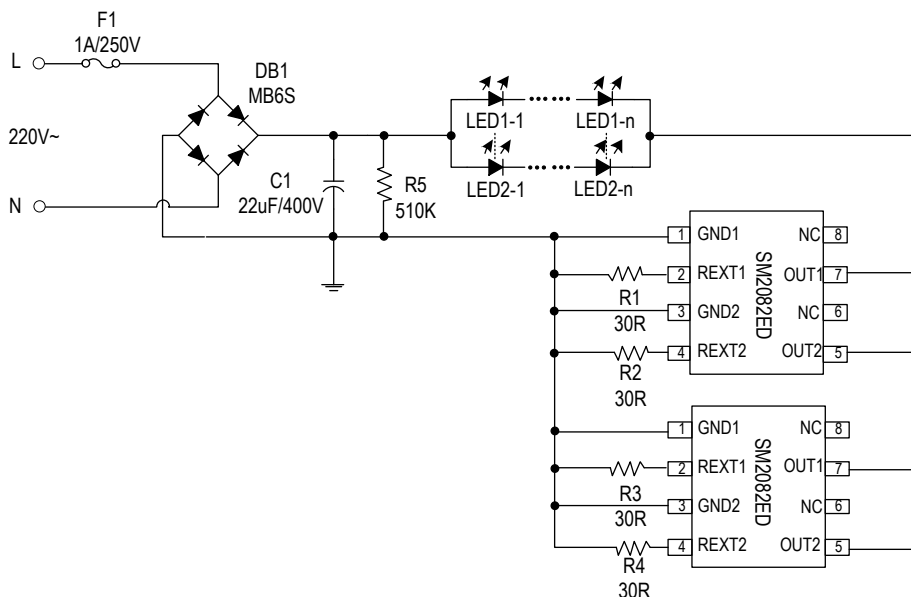 F1
1A/250V
L
DB1
MB6S
220V~
N
C1
22uF/400V
R5
510K
LED1-1
LED1-n
LED2-1
LED2-n
1 GND1 NC 8
2 REXT1 OUT1 7
3 GND2 NC 6
4 REXT2 OUT2 5
SM2082ED
R1
30R
R2
30R
1 GND1 NC 8
2 REXT1 OUT1 7
3 GND2 NC 6
4 REXT2 OUT2 5
SM2082ED
R3
30R
R4
30R